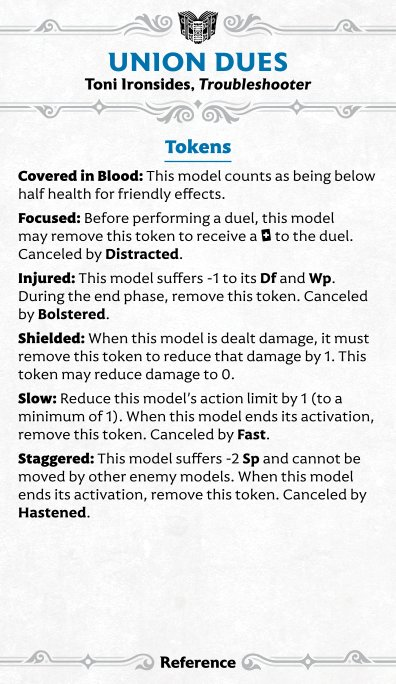 UNION DUES
Toni Ironsides, Troubleshooter
Tokens
Covered in Blood: This model counts as being below
half health for friendly effects.
Focused: Before performing a duel, this model
may remove this token to receive a to the duel.
Canceled by Distracted.
Injured: This model suffers -1 to its Df and Wp.
During the end phase, remove this token. Canceled
by Bolstered.
Shielded: When this model is dealt damage, it must
remove this token to reduce that damage by 1. This
token may reduce damage to 0.
Slow: Reduce this model's action limit by 1 (to a
minimum of 1). When this model ends its activation,
remove this token. Canceled by Fast.
Staggered: This model suffers -2 Sp and cannot be
moved by other enemy models. When this model
ends its activation, remove this token. Canceled by
Hastened.
Reference